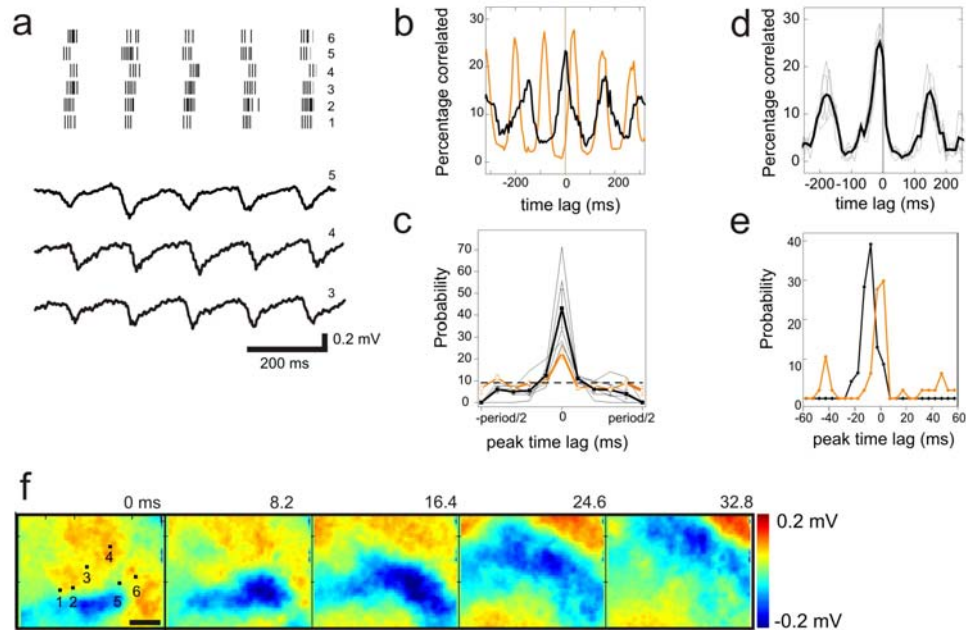 a
6
5
4
3
2
1
5
4
3
0.2 mV
200 ms
b
Percentage correlated
30
20
10
0
-200 0 200
time lag (ms)
c
Probability
70
60
50
40
30
20
10
0
-period/2 0 period/2
peak time lag (ms)
d
Percentage correlated
30
20
10
0
-200 -100 0 100 200
time lag (ms)
e
Probability
40
30
20
10
0
-60 -40 -20 0 20 40 60
peak time lag (ms)
f
0 ms 8.2 16.4 24.6 32.8
4
3
1 2 5 6
0.2 mV
-0.2 mV